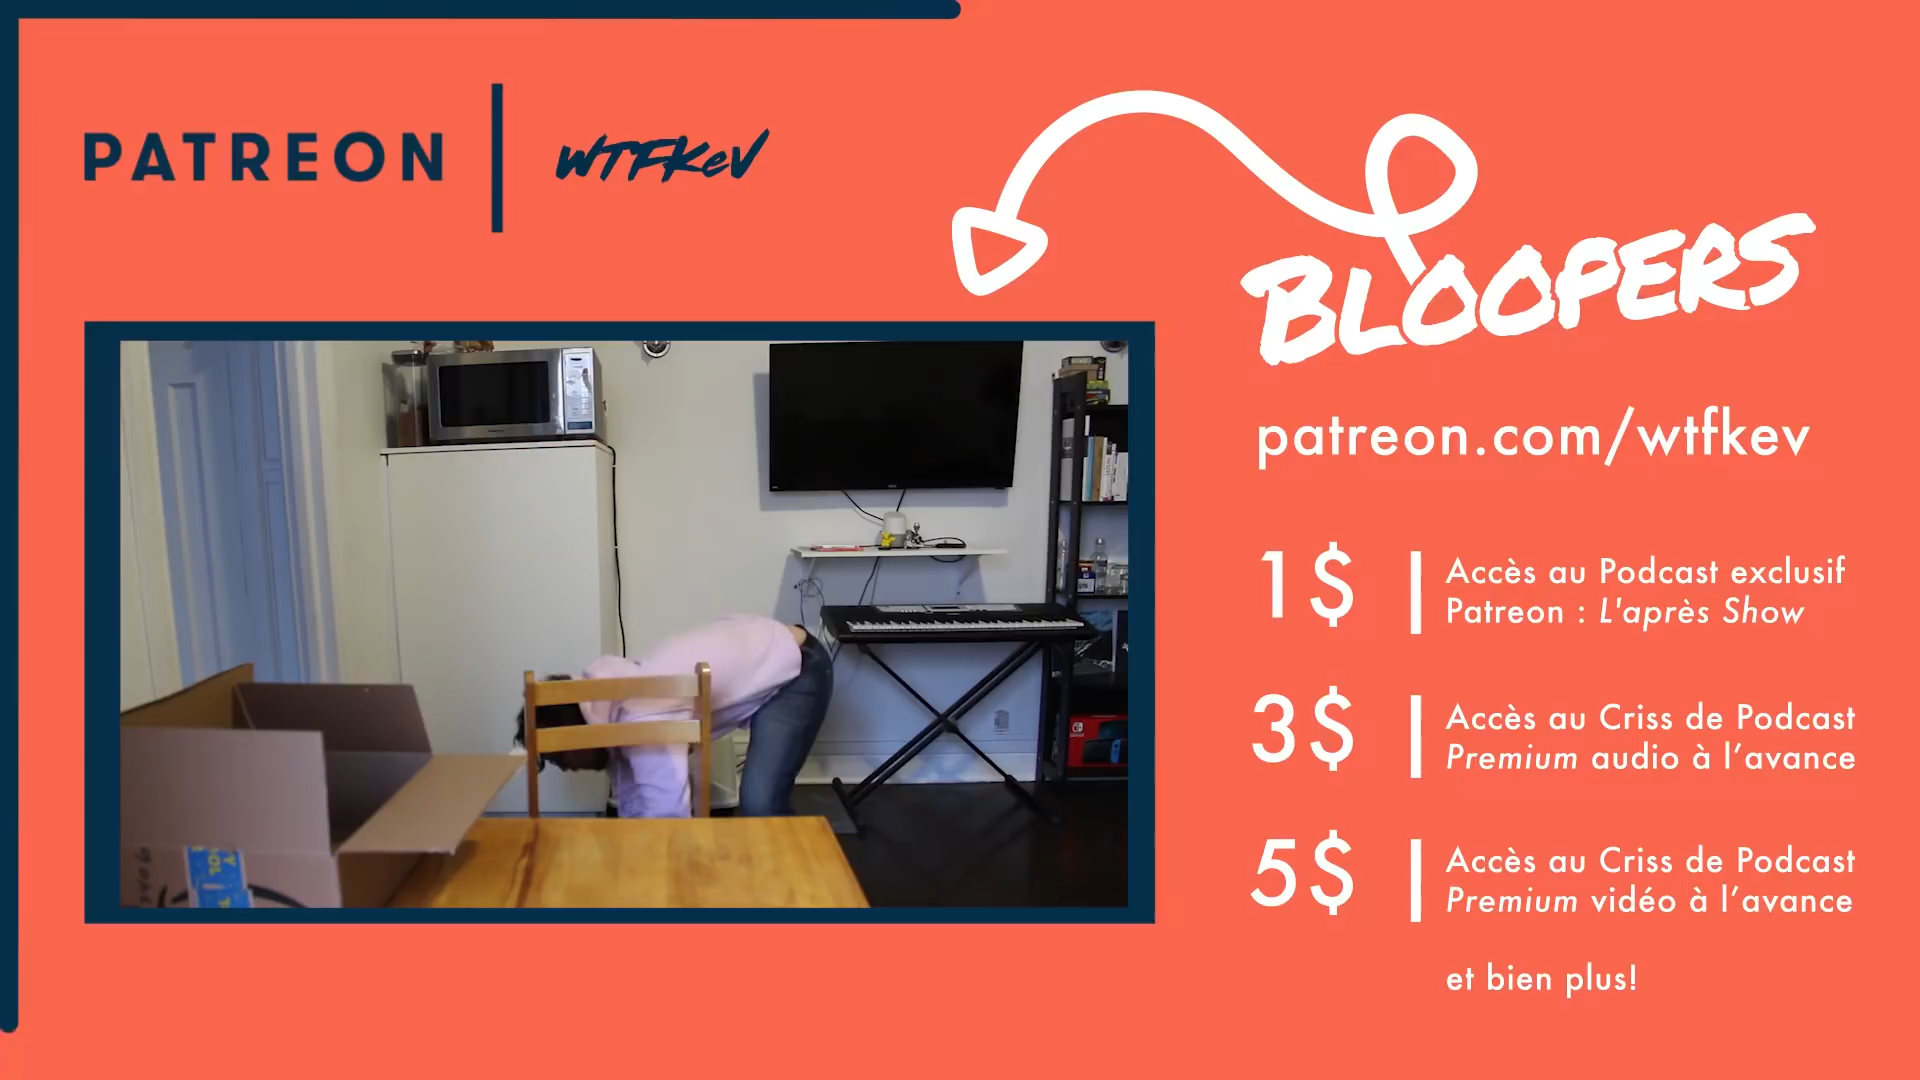 PATREON | WTFKeV
BLOOPERS
patreon.com/wtfkev
1$ | Accès au Podcast exclusif
Patreon : L'après Show
3$ | Accès au Criss de Podcast
Premium audio à l’avance
5$ | Accès au Criss de Podcast
Premium vidéo à l’avance
et bien plus!